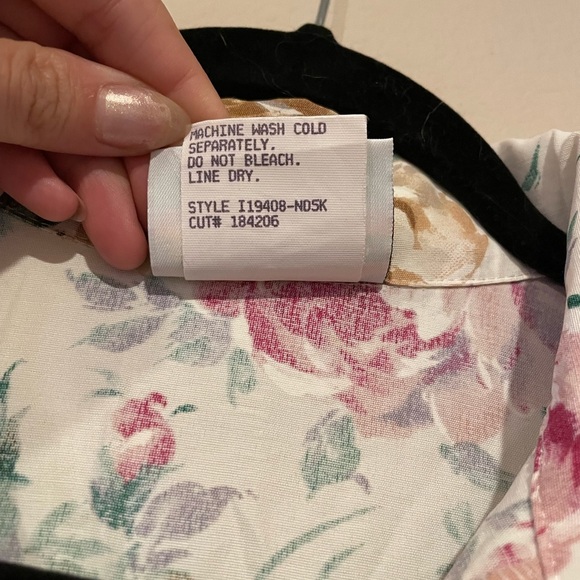 MACHINE WASH COLD
SEPARATELY.
DO NOT BLEACH.
LINE DRY.
STYLE I19408-ND5K
CUT# 184206